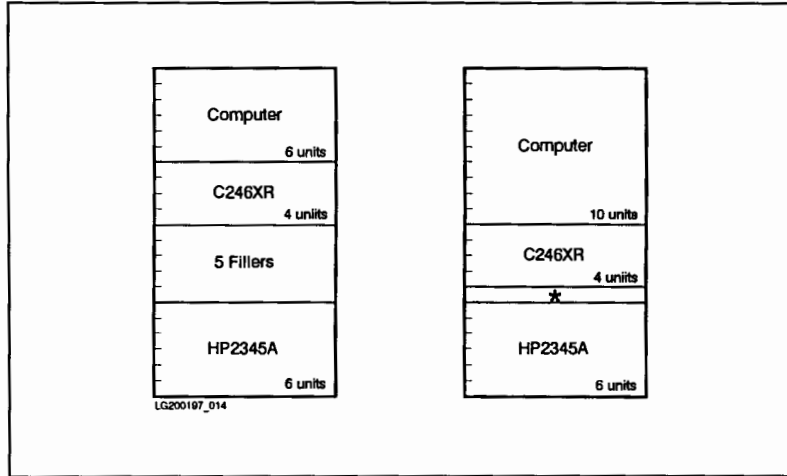 Computer
6 units
C246XR
4 uniits
5 Fillers
HP2345A
6 units
LG200197_014
Computer
10 units
C246XR
4 uniits
*
HP2345A
6 units